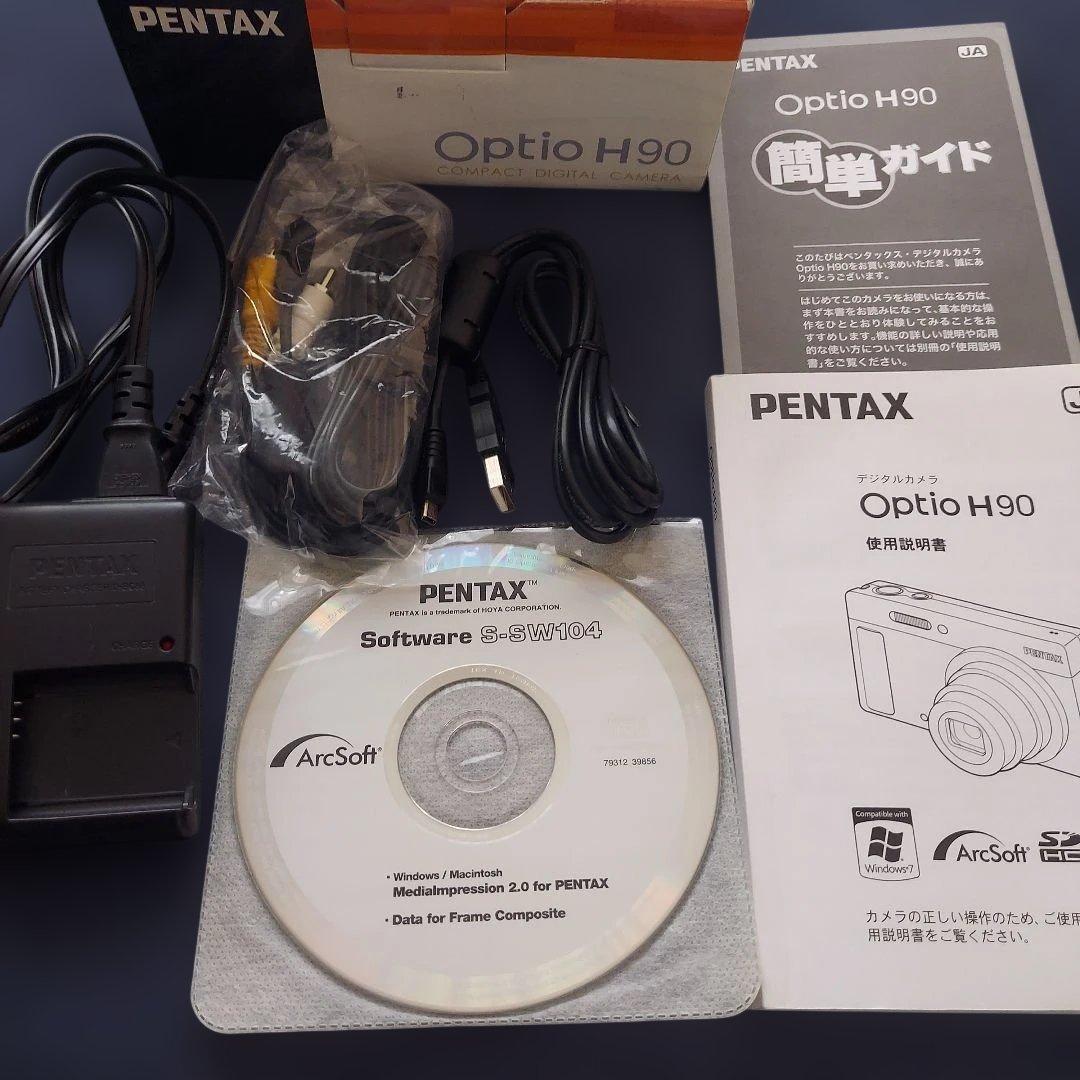 PENTAX
Optio H90
COMPACT DIGITAL CAMERA
PENTAX
JA
Optio H90
簡単ガイド
このたびはペンタックス・デジタルカメラ
Optio H90をお買い求めいただき、誠にあ
りがとうございます。
はじめてこのカメラをお使いになる方は、
まず本書をお読みになって、基本的な操
作をひととおり体験してみることをお
すすめします。機能の詳しい説明や応用
的な使い方については別冊の「使用説明
書」をご覧ください。
PENTAX
デジタルカメラ
Optio H90
使用説明書
PENTAX
Compatible with
Windows 7
ArcSoft
SD
HC
カメラの正しい操作のため、ご使用
用説明書をご覧ください。
PENTAX
CHARGE
PENTAX™
PENTAX is a trademark of HOYA CORPORATION.
Software S-SW104
ArcSoft®
79312 39856
・Windows / Macintosh
MediaImpression 2.0 for PENTAX
・Data for Frame Composite